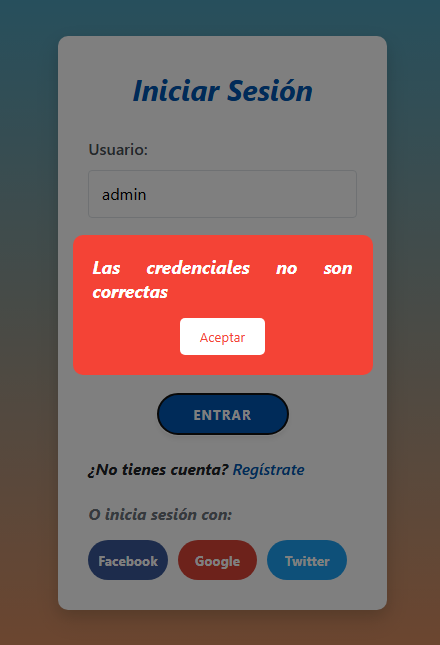 Iniciar Sesión
Usuario:
admin
Las credenciales no son
correctas
Aceptar
ENTRAR
¿No tienes cuenta? Regístrate
O inicia sesión con:
Facebook Google Twitter